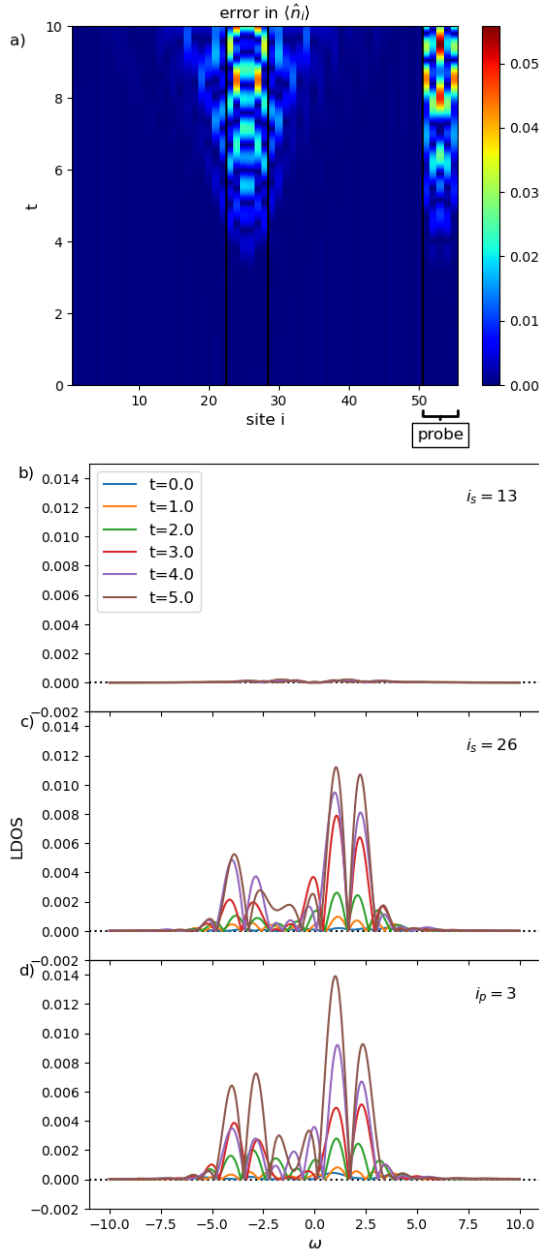 error in ⟨n̂ᵢ⟩
a)
10
8
6
4
2
0
t
10 20 30 40 50
site i
probe
0.05
0.04
0.03
0.02
0.01
0.00
b)
0.014
0.012
0.010
0.008
0.006
0.004
0.002
0.000
−0.002
t=0.0
t=1.0
t=2.0
t=3.0
t=4.0
t=5.0
iₛ = 13
c)
0.014
0.012
0.010
0.008
0.006
0.004
0.002
0.000
−0.002
LDOS
iₛ = 26
d)
0.014
0.012
0.010
0.008
0.006
0.004
0.002
0.000
−0.002
iₚ = 3
−10.0 −7.5 −5.0 −2.5 0.0 2.5 5.0 7.5 10.0
ω